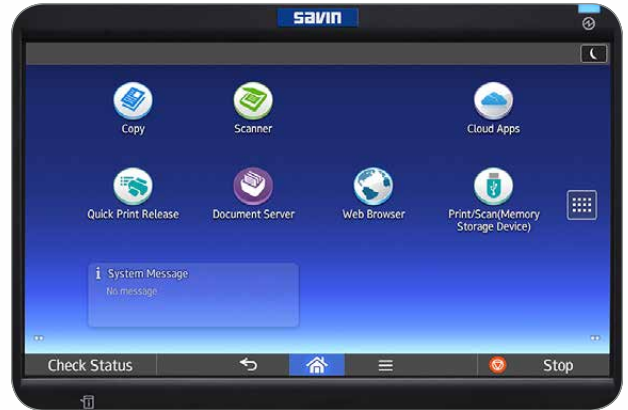 savin
Copy
Scanner
Cloud Apps
Quick Print Release
Document Server
Web Browser
Print/Scan(Memory
Storage Device)
i System Message
No message
Check Status
Stop